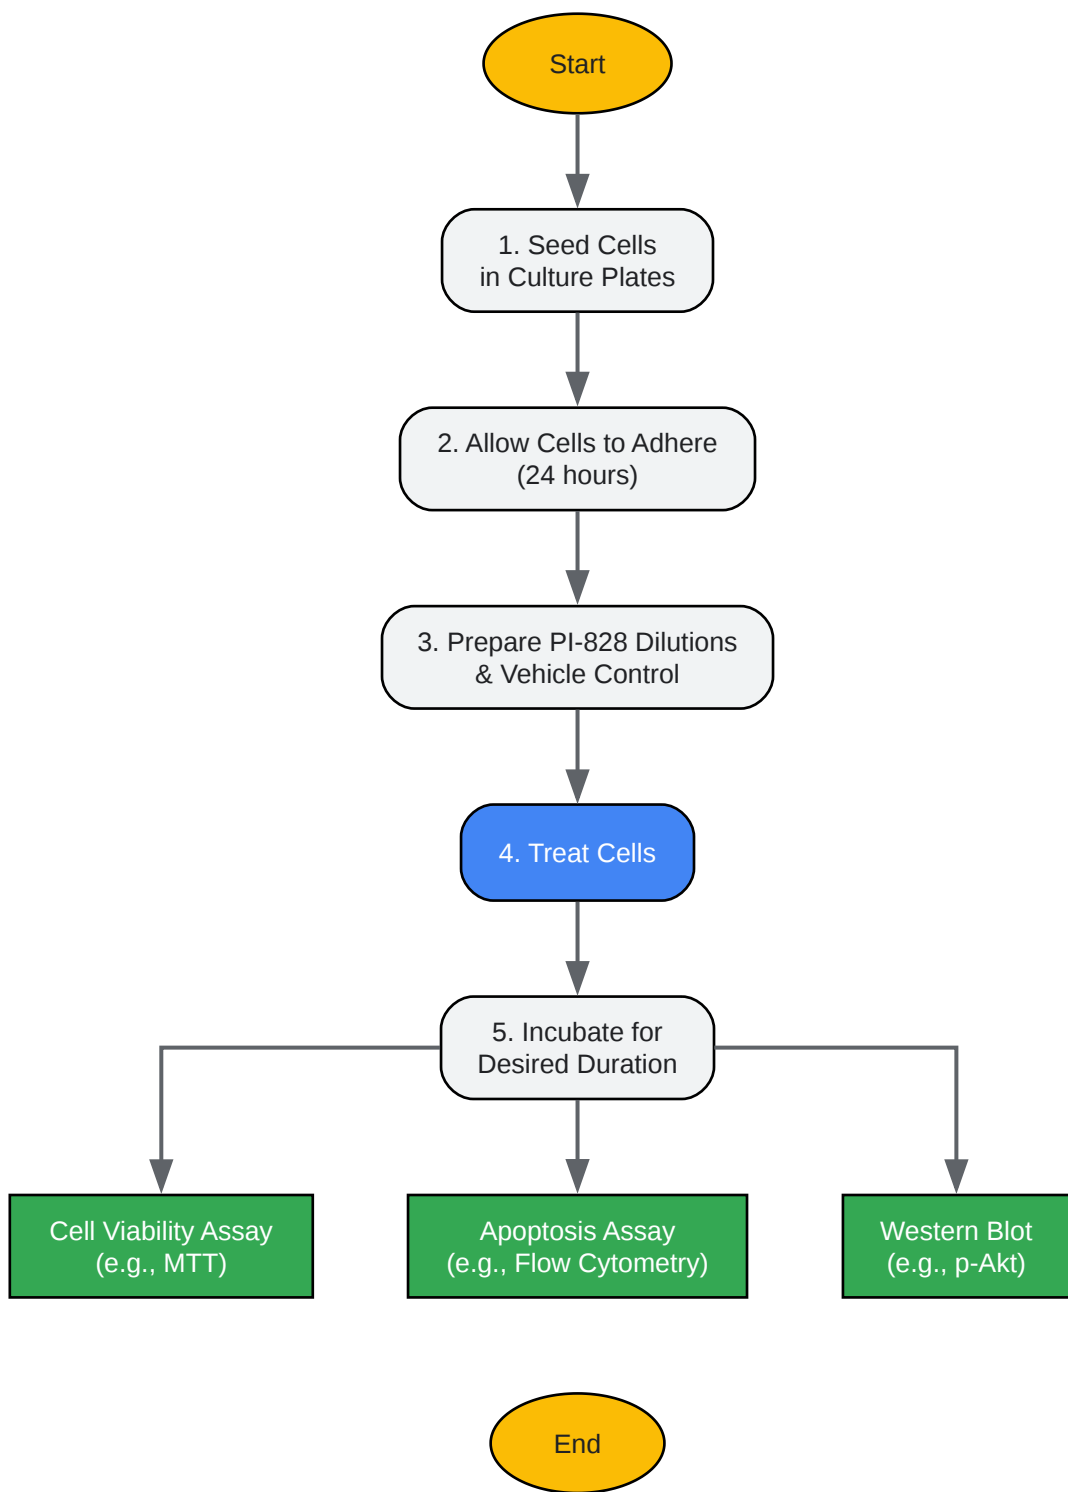 Start
1. Seed Cells
in Culture Plates
2. Allow Cells to Adhere
(24 hours)
3. Prepare PI-828 Dilutions
& Vehicle Control
4. Treat Cells
5. Incubate for
Desired Duration
Cell Viability Assay
(e.g., MTT)
Apoptosis Assay
(e.g., Flow Cytometry)
Western Blot
(e.g., p-Akt)
End